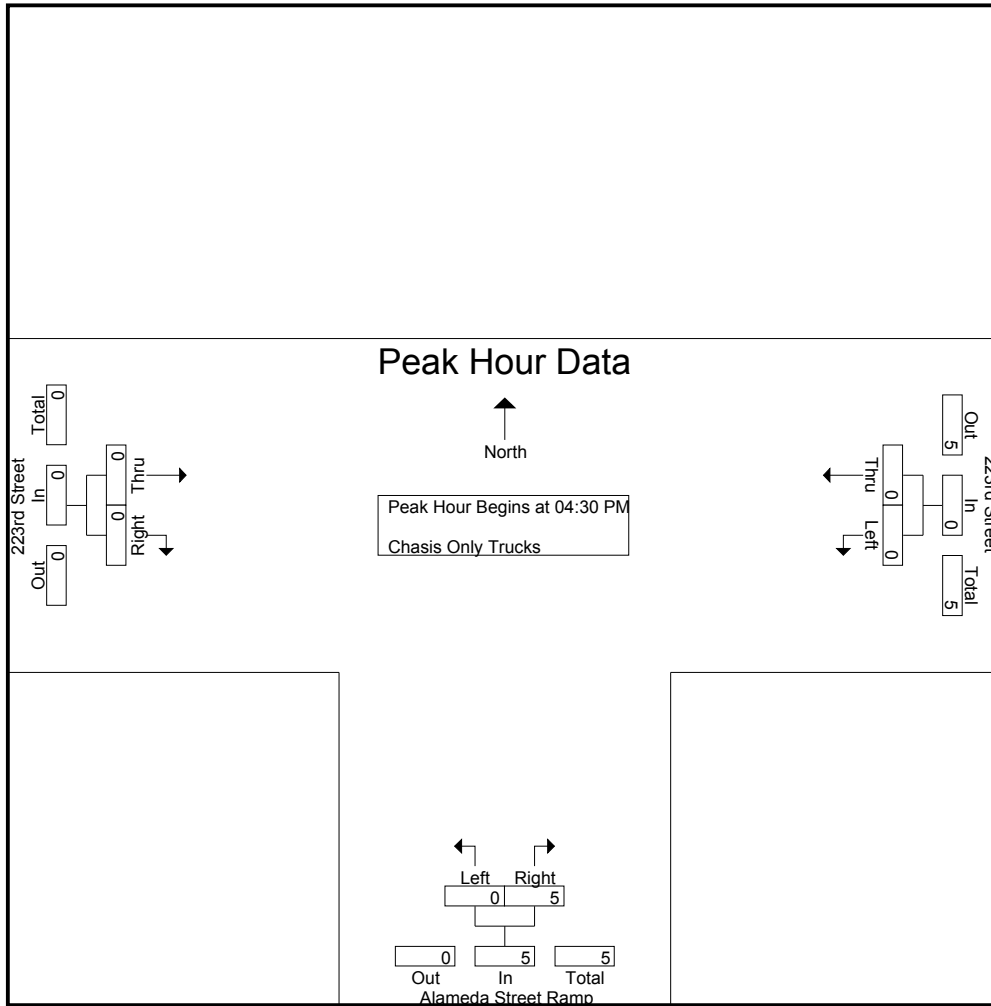 Peak Hour Data
North
Peak Hour Begins at 04:30 PM
Chasis Only Trucks
223rd Street
Total
0
In
0
Out
0
Thru
0
Right
0
223rd Street
Out
5
In
0
Total
5
Thru
0
Left
0
Left Right
0 5
0 5 5
Out In Total
Alameda Street Ramp